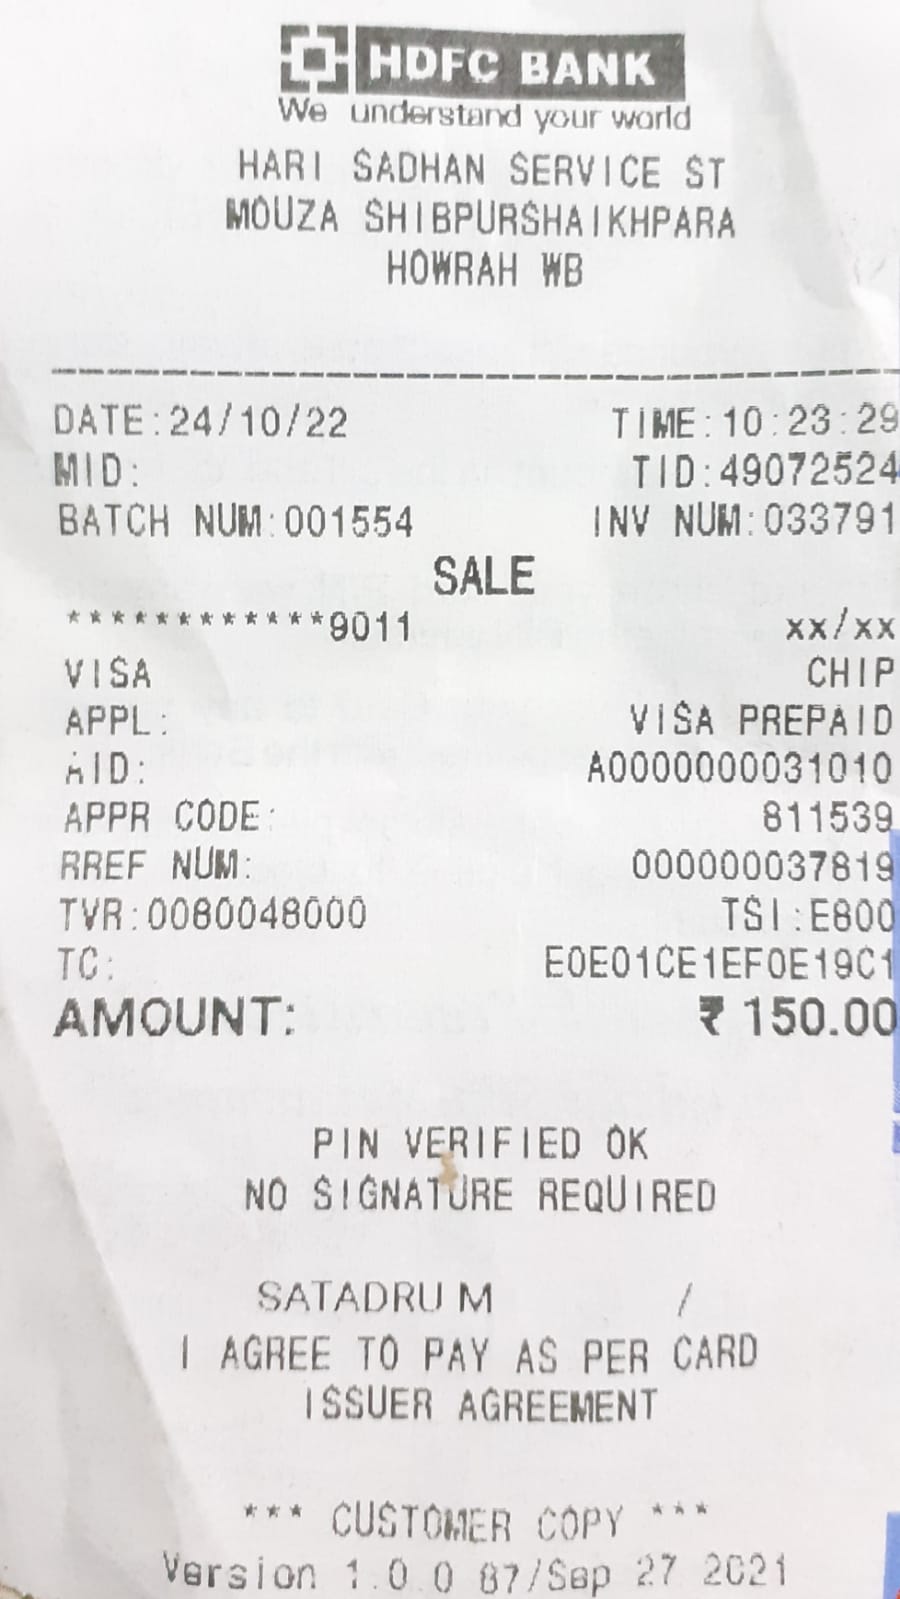 HDFC BANK
We understand your world
HARI SADHAN SERVICE ST
MOUZA SHIBPURSHAIKHPARA
HOWRAH WB
DATE:24/10/22 TIME:10:23:29
MID: TID:49072524
BATCH NUM:001554 INV NUM:033791
SALE
************9011 xx/xx
VISA CHIP
APPL: VISA PREPAID
AID: A0000000031010
APPR CODE: 811539
RREF NUM: 000000037819
TVR:0080048000 TSI:E800
TC: E0E01CE1EF0E19C1
AMOUNT: ₹ 150.00
PIN VERIFIED OK
NO SIGNATURE REQUIRED
SATADRU M /
I AGREE TO PAY AS PER CARD
ISSUER AGREEMENT
*** CUSTOMER COPY ***
Version 1.0.0 87/Sep 27 2021